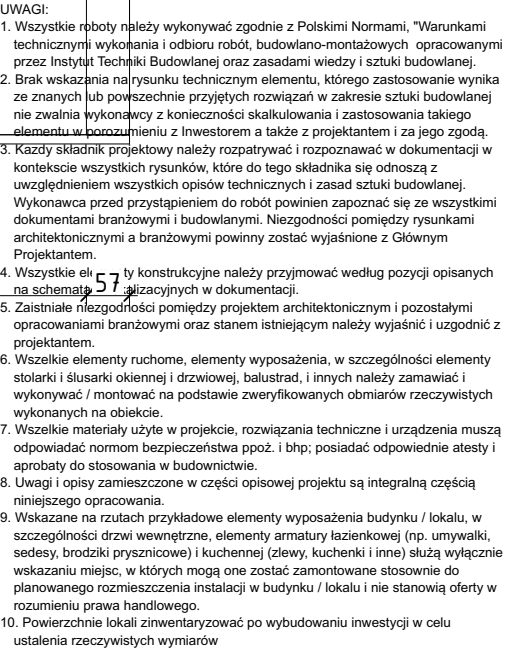 UWAGI:
1. Wszystkie roboty należy wykonywać zgodnie z Polskimi Normami, "Warunkami
technicznymi wykonania i odbioru robót, budowlano-montażowych opracowanymi
przez Instytut Techniki Budowlanej oraz zasadami wiedzy i sztuki budowlanej.
2. Brak wskazania na rysunku technicznym elementu, którego zastosowanie wynika
ze znanych lub powszechnie przyjętych rozwiązań w zakresie sztuki budowlanej
nie zwalnia wykonawcy z konieczności skalkulowania i zastosowania takiego
elementu w porozumieniu z Inwestorem a także z projektantem i za jego zgodą.
3. Kazdy składnik projektowy należy rozpatrywać i rozpoznawać w dokumentacji w
kontekscie wszystkich rysunków, które do tego składnika się odnoszą z
uwzględnieniem wszystkich opisów technicznych i zasad sztuki budowlanej.
Wykonawca przed przystąpieniem do robót powinien zapoznać się ze wszystkimi
dokumentami branżowymi i budowlanymi. Niezgodności pomiędzy rysunkami
architektonicznymi a branżowymi powinny zostać wyjaśnione z Głównym
Projektantem.
4. Wszystkie ty konstrukcyjne należy przyjmować według pozycji opisanych
57
na alizacyjnych w dokumentacji.
5. Zaistniałe niezgodności pomiędzy projektem architektonicznym i pozostałymi
opracowaniami branżowymi oraz stanem istniejącym należy wyjaśnić i uzgodnić z
projektantem.
6. Wszelkie elementy ruchome, elementy wyposażenia, w szczególności elementy
stolarki i ślusarki okiennej i drzwiowej, balustrad, i innych należy zamawiać i
wykonywać / montować na podstawie zweryfikowanych obmiarów rzeczywistych
wykonanych na obiekcie.
7. Wszelkie materiały użyte w projekcie, rozwiązania techniczne i urządzenia muszą
odpowiadać normom bezpieczeństwa ppoż. i bhp; posiadać odpowiednie atesty i
aprobaty do stosowania w budownictwie.
8. Uwagi i opisy zamieszczone w części opisowej projektu są integralną częścią
niniejszego opracowania.
9. Wskazane na rzutach przykładowe elementy wyposażenia budynku / lokalu, w
szczególności drzwi wewnętrzne, elementy armatury łazienkowej (np. umywalki,
sedesy, brodziki prysznicowe) i kuchennej (zlewy, kuchenki i inne) służą wyłącznie
wskazaniu miejsc, w których mogą one zostać zamontowane stosownie do
planowanego rozmieszczenia instalacji w budynku / lokalu i nie stanowią oferty w
rozumieniu prawa handlowego.
10. Powierzchnie lokali zinwentaryzować po wybudowaniu inwestycji w celu
ustalenia rzeczywistych wymiarów